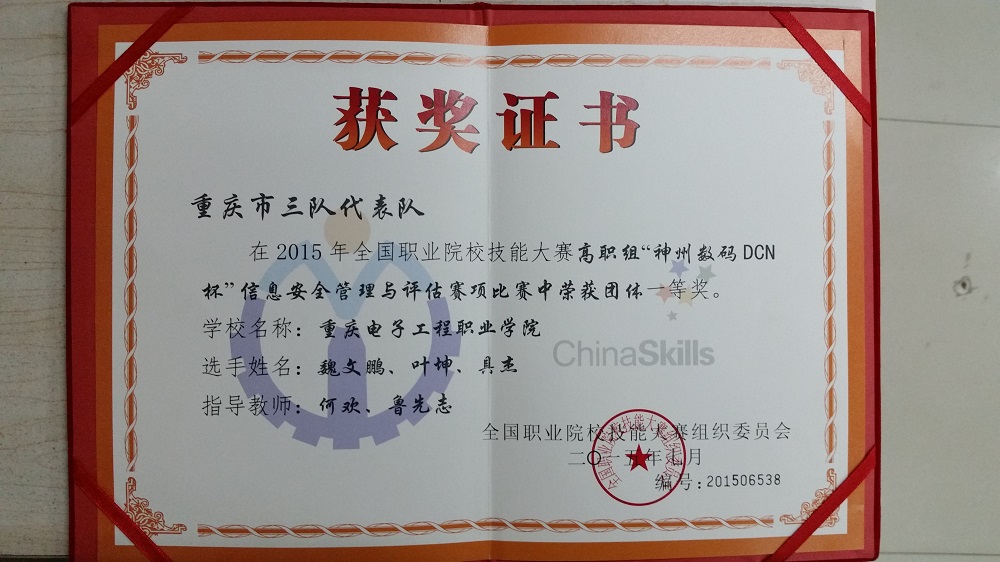 获奖证书
重庆市三队代表队
在2015年全国职业院校技能大赛高职组“神州数码DCN
杯”信息安全管理与评估赛项比赛中荣获团体一等奖。
学校名称：重庆电子工程职业学院
ChinaSkills
选手姓名：魏文鹏、叶坤、具杰
指导教师：何欢、鲁先志
全国职业院校技能大赛组织委员会
二〇一五年七月
编号:201506538